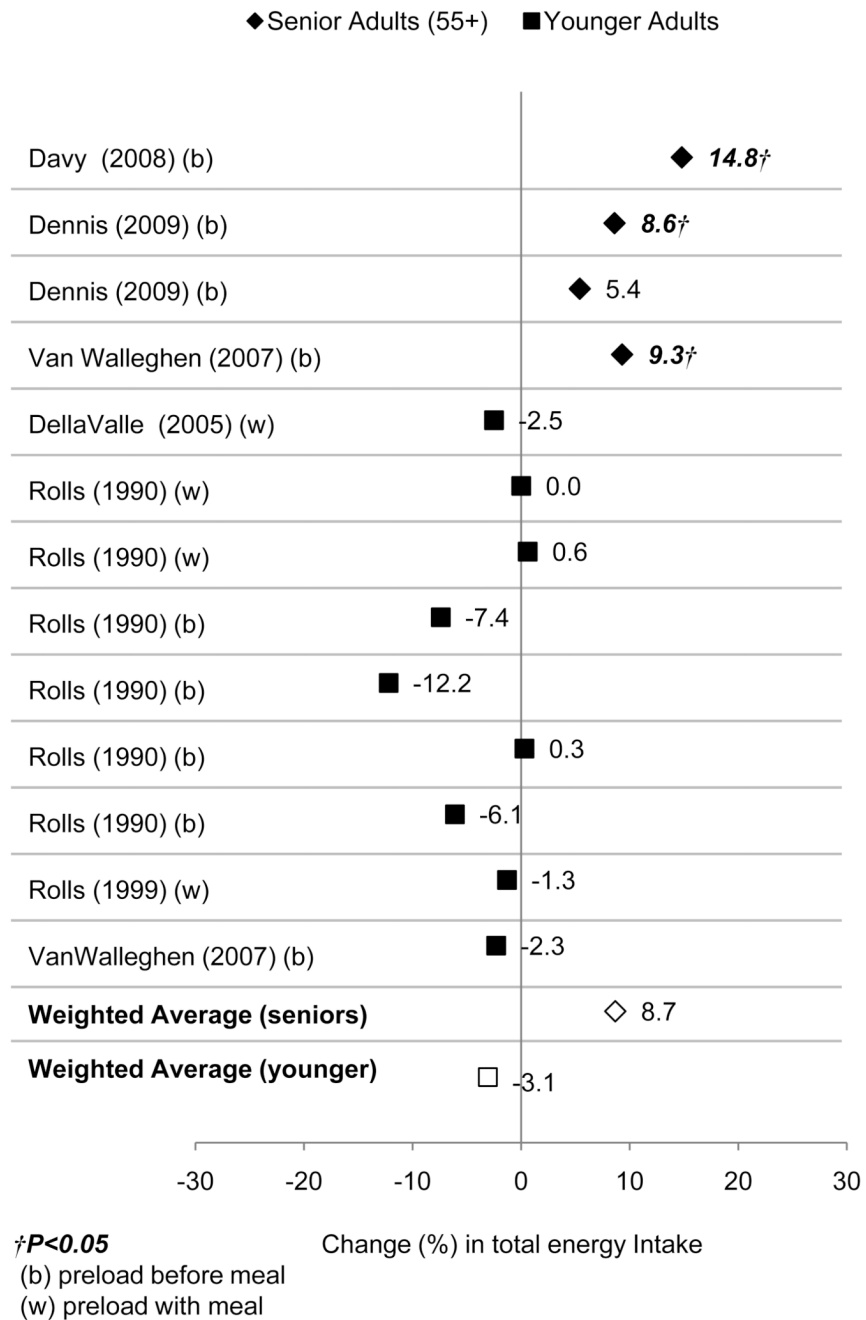 ◆ Senior Adults (55+) ■ Younger Adults
Davy (2008) (b) 14.8†
Dennis (2009) (b) 8.6†
Dennis (2009) (b) 5.4
Van Walleghen (2007) (b) 9.3†
DellaValle (2005) (w) -2.5
Rolls (1990) (w) 0.0
Rolls (1990) (w) 0.6
Rolls (1990) (b) -7.4
Rolls (1990) (b) -12.2
Rolls (1990) (b) 0.3
Rolls (1990) (b) -6.1
Rolls (1999) (w) -1.3
VanWalleghen (2007) (b) -2.3
Weighted Average (seniors) 8.7
Weighted Average (younger) -3.1
-30 -20 -10 0 10 20 30
†P<0.05 Change (%) in total energy Intake
(b) preload before meal
(w) preload with meal